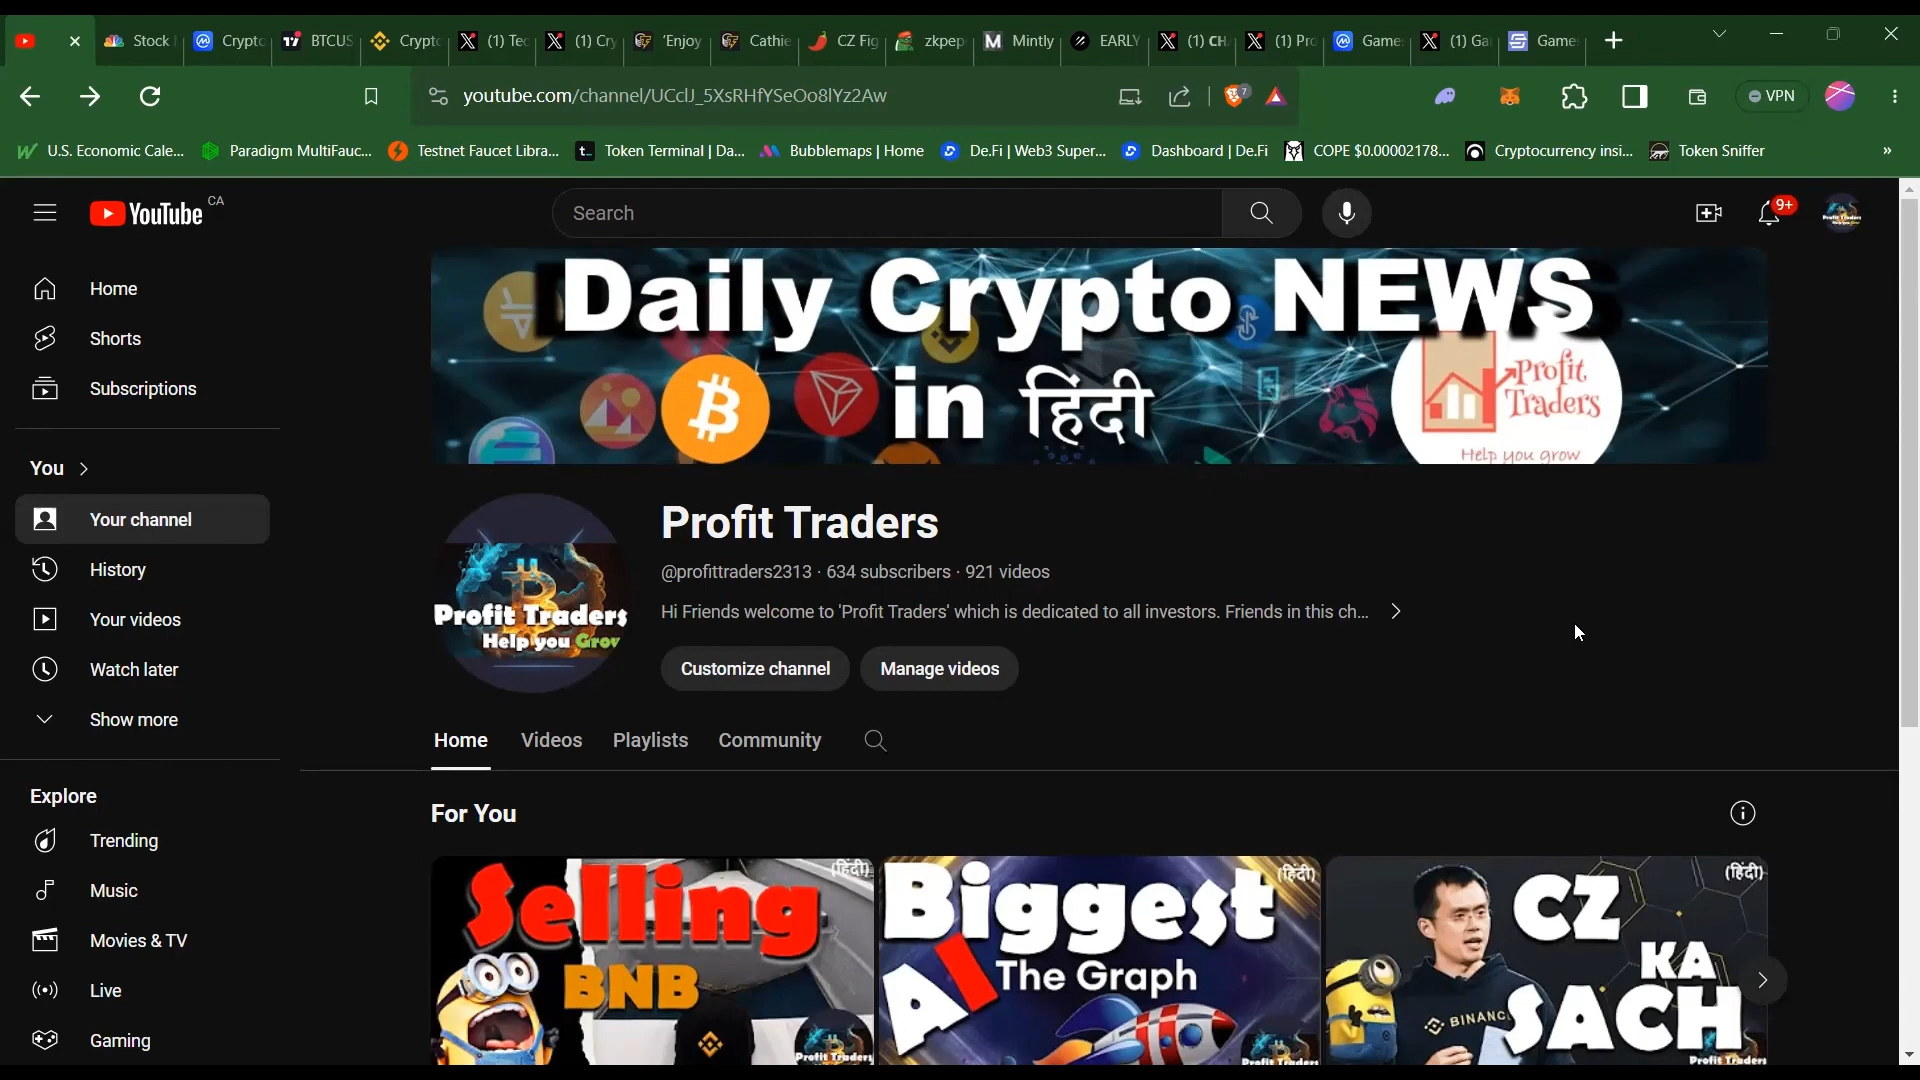 Stock
Crypto
BTCUS
Crypto
(1) Tec
(1) Cry
'Enjoy
Cathie
CZ Fig
zkpep
Mintly
EARLY
(1) CH
(1) Pro
Game
(1) Ga
Game
youtube.com/channel/UCclJ_5XsRHfYSeOo8lYz2Aw
7
VPN
U.S. Economic Cale...
Paradigm MultiFauc...
Testnet Faucet Libra...
Token Terminal | Da...
Bubblemaps | Home
De.Fi | Web3 Super...
Dashboard | De.Fi
COPE $0.00002178...
Cryptocurrency insi...
Token Sniffer
»
YouTube CA
Search
9+
Home
Shorts
Subscriptions
You
Your channel
History
Your videos
Watch later
Show more
Explore
Trending
Music
Movies & TV
Live
Gaming
Daily Crypto NEWS
in हिंदी
Profit
Traders
Help you grow
Profit Traders
Help you Grow
Profit Traders
@profittraders2313 · 634 subscribers · 921 videos
Hi Friends welcome to 'Profit Traders' which is dedicated to all investors. Friends in this ch...
Customize channel
Manage videos
Home
Videos
Playlists
Community
For You
(हिंदी)
Selling
BNB
Profit Traders
(हिंदी)
Biggest
AI The Graph
Profit Traders
(हिंदी)
CZ
KA
SACH
BINANC
Profit Traders